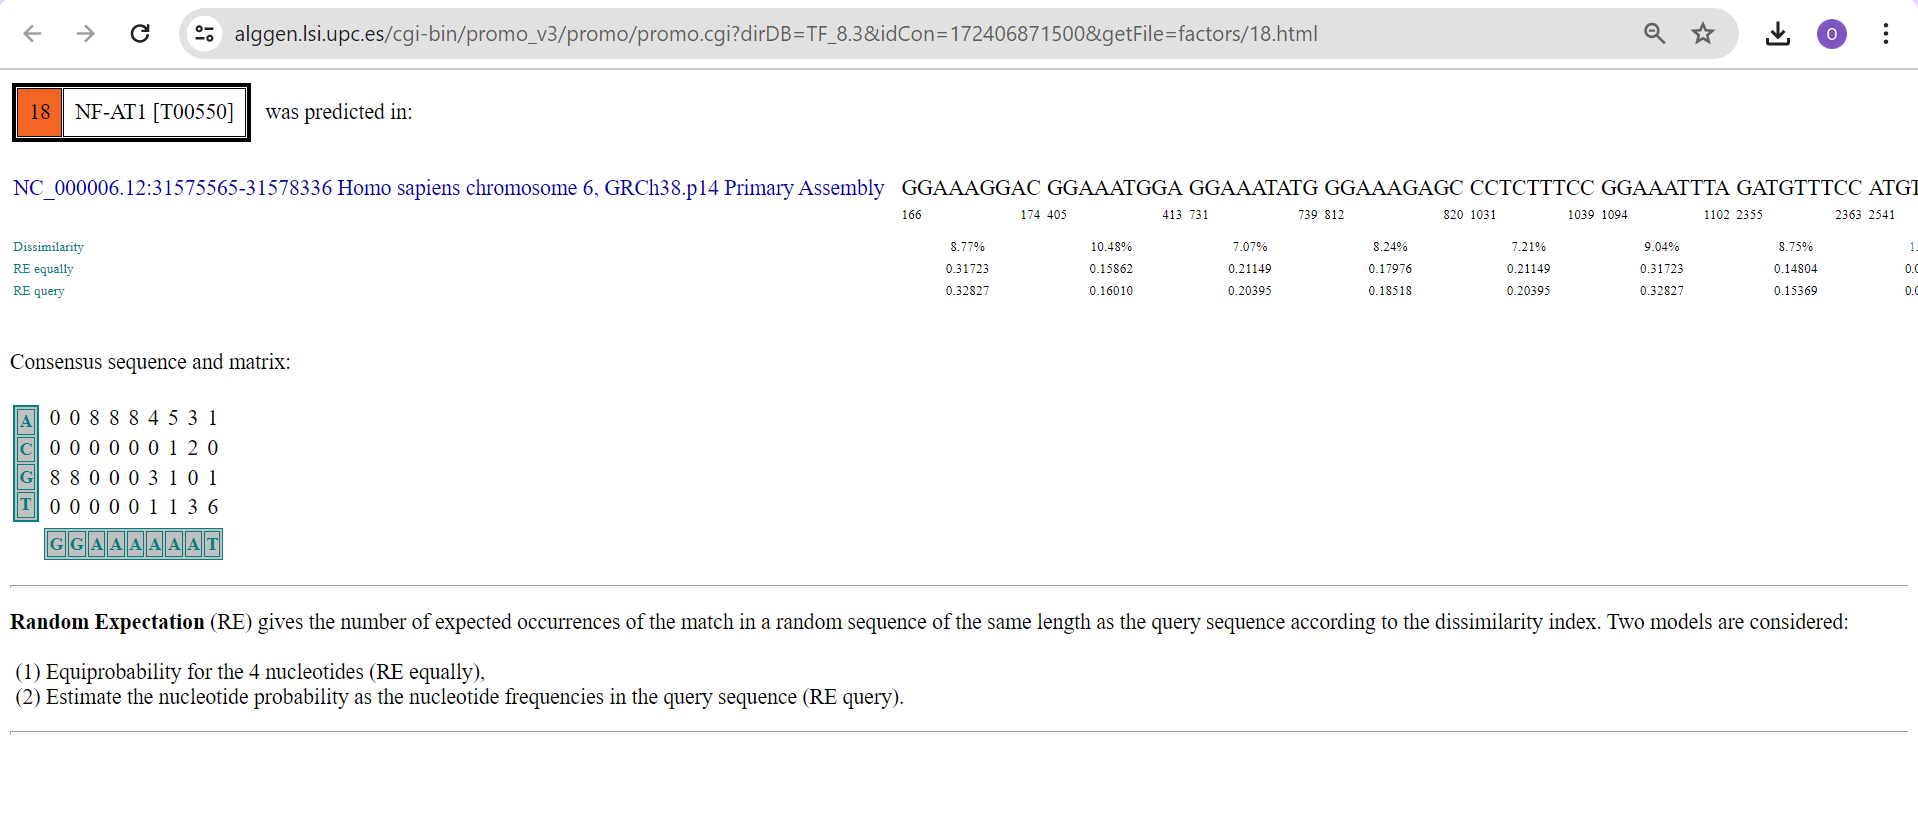 alggen.lsi.upc.es/cgi-bin/promo_v3/promo/promo.cgi?dirDB=TF_8.3&idCon=172406871500&getFile=factors/18.html
O
18 NF-AT1 [T00550] was predicted in:
NC_000006.12:31575565-31578336 Homo sapiens chromosome 6, GRCh38.p14 Primary Assembly GGAAAGGAC GGAAATGGA GGAAATATG GGAAAGAGC CCTCTTTCC GGAAATTTA GATGTTTCC ATGT
166 174 405 413 731 739 812 820 1031 1039 1094 1102 2355 2363 2541
Dissimilarity 8.77% 10.48% 7.07% 8.24% 7.21% 9.04% 8.75% 1.
RE equally 0.31723 0.15862 0.21149 0.17976 0.21149 0.31723 0.14804 0.0
RE query 0.32827 0.16010 0.20395 0.18518 0.20395 0.32827 0.15369 0.0
Consensus sequence and matrix:
A 0 0 8 8 8 4 5 3 1
C 0 0 0 0 0 0 1 2 0
G 8 8 0 0 0 3 1 0 1
T 0 0 0 0 0 1 1 3 6
G G A A A A A A T
Random Expectation (RE) gives the number of expected occurrences of the match in a random sequence of the same length as the query sequence according to the dissimilarity index. Two models are considered:
(1) Equiprobability for the 4 nucleotides (RE equally),
(2) Estimate the nucleotide probability as the nucleotide frequencies in the query sequence (RE query).